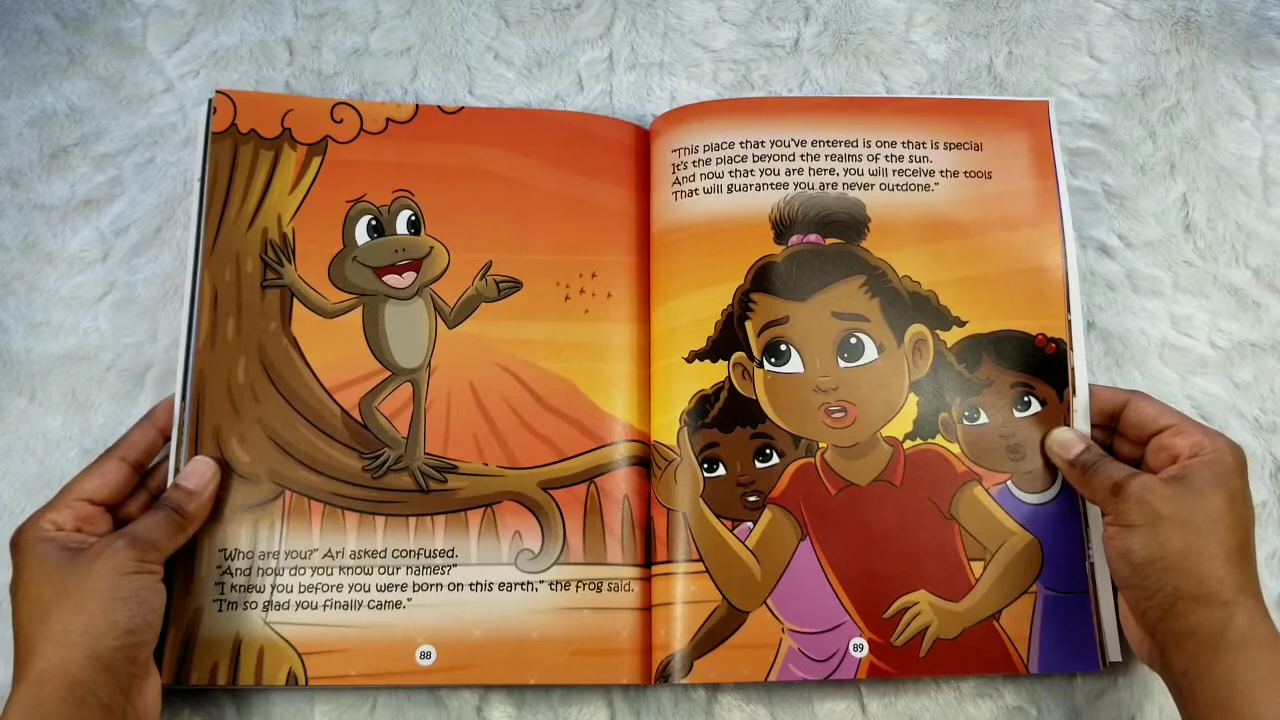 "Who are you?" Ari asked confused.
"And how do you know our names?"
"I knew you before you were born on this earth," the frog said.
"I'm so glad you finally came."
88
"This place that you've entered is one that is special
It's the place beyond the realms of the sun.
And now that you are here, you will receive the tools
That will guarantee you are never outdone."
89